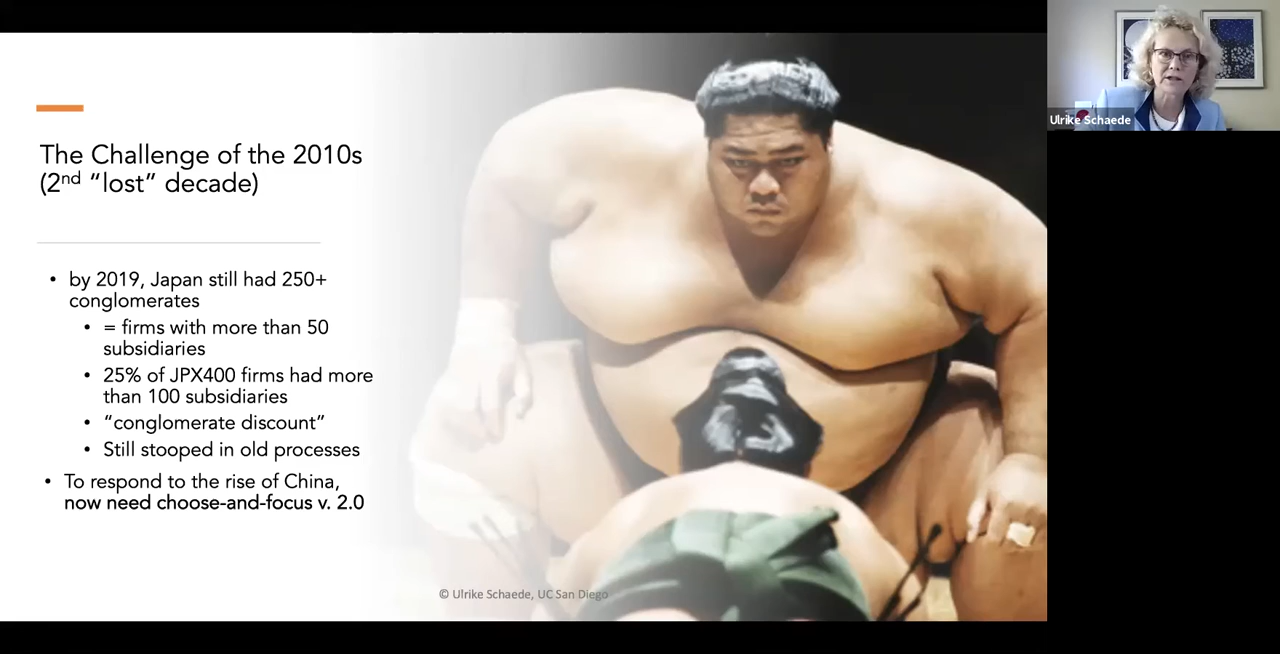 The Challenge of the 2010s
(2nd “lost” decade)
• by 2019, Japan still had 250+
conglomerates
• = firms with more than 50
subsidiaries
• 25% of JPX400 firms had more
than 100 subsidiaries
• “conglomerate discount”
• Still stooped in old processes
• To respond to the rise of China,
now need choose-and-focus v. 2.0
© Ulrike Schaede, UC San Diego
Ulrike Schaede